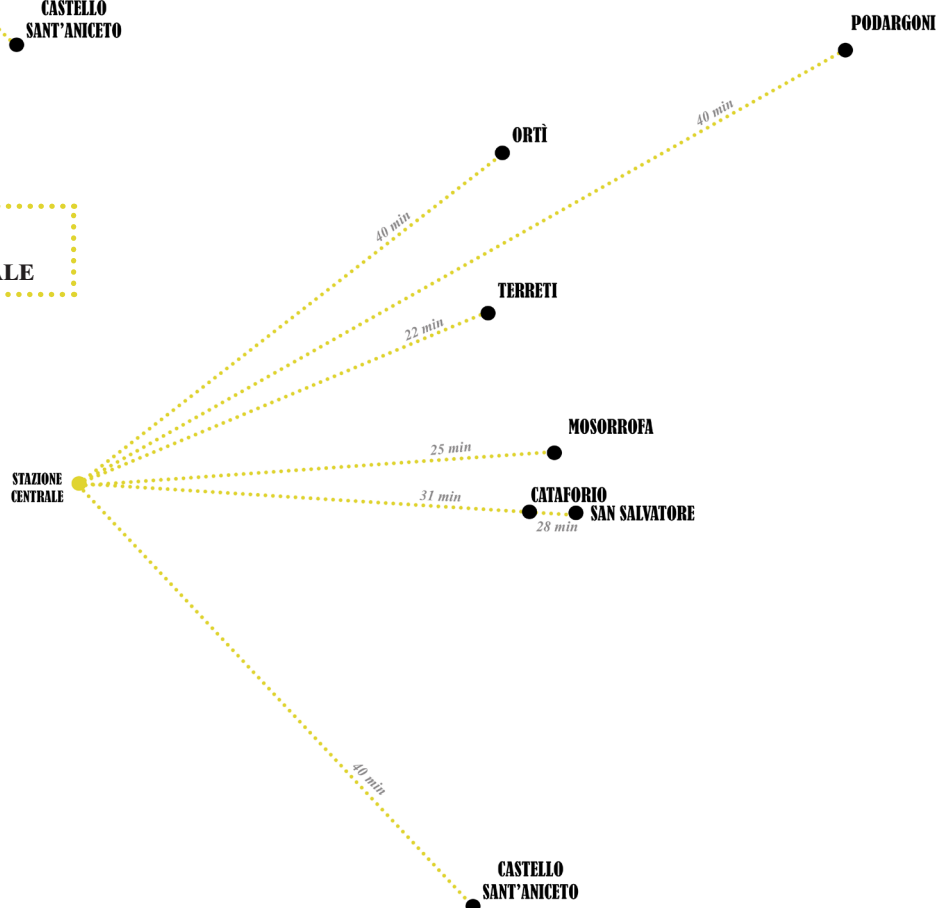 CASTELLO
SANT'ANICETO
PODARGONI
40 min
ORTÌ
40 min
TERRETI
22 min
MOSORROFA
25 min
STAZIONE
CENTRALE
CATAFORIO
31 min
SAN SALVATORE
28 min
40 min
CASTELLO
SANT'ANICETO